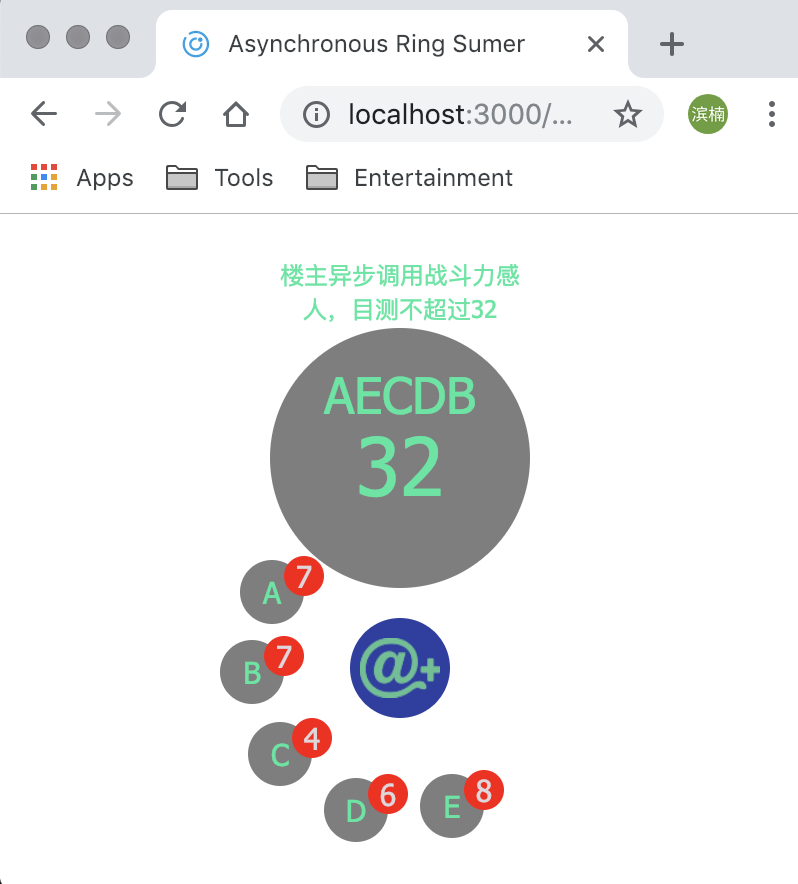 Asynchronous Ring Sumer
localhost:3000/...
滨楠
Apps
Tools
Entertainment
楼主异步调用战斗力感
人，目测不超过32
AECDB
32
A
7
B
7
C
4
D
6
E
8
@+